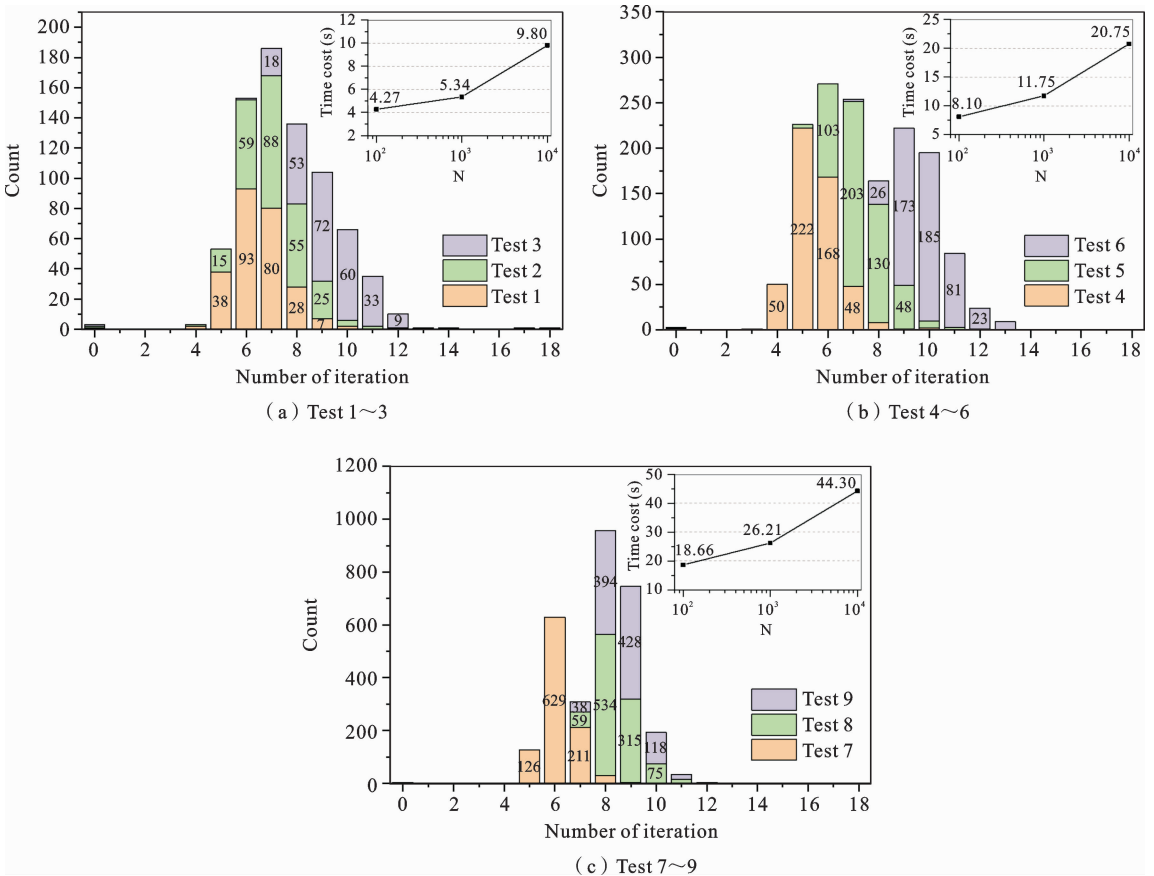 200
180
160
140
120
100
80
60
40
20
0
Count
0 2 4 6 8 10 12 14 16 18
Number of iteration
15
38
59
93
18
88
80
53
55
28
72
25
7
60
33
9
Test 3
Test 2
Test 1
12
10
8
6
4
2
Time cost (s)
4.27 5.34 9.80
10² 10³ 10⁴
N
(a) Test 1~3
350
300
250
200
150
100
50
0
Count
0 2 4 6 8 10 12 14 16 18
Number of iteration
50
222
103
168
203
48
26
130
173
48
185
81
23
Test 6
Test 5
Test 4
25
20
15
10
5
Time cost (s)
8.10 11.75 20.75
10² 10³ 10⁴
N
(b) Test 4~6
1200
1000
800
600
400
200
0
Count
0 2 4 6 8 10 12 14 16 18
Number of iteration
126
629
38
59
211
394
534
428
315
118
75
Test 9
Test 8
Test 7
50
40
30
20
10
Time cost (s)
18.66 26.21 44.30
10² 10³ 10⁴
N
(c) Test 7~9